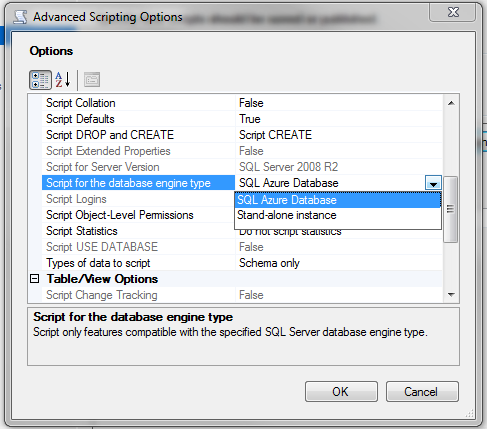 Advanced Scripting Options
Options
Script Collation False
Script Defaults True
Script DROP and CREATE Script CREATE
Script Extended Properties False
Script for Server Version SQL Server 2008 R2
Script for the database engine type SQL Azure Database
Script Logins SQL Azure Database
Script Object-Level Permissions Stand-alone instance
Script Statistics Do not script statistics
Script USE DATABASE False
Types of data to script Schema only
Table/View Options
Script Change Tracking False
Script for the database engine type
Script only features compatible with the specified SQL Server database engine type.
OK Cancel